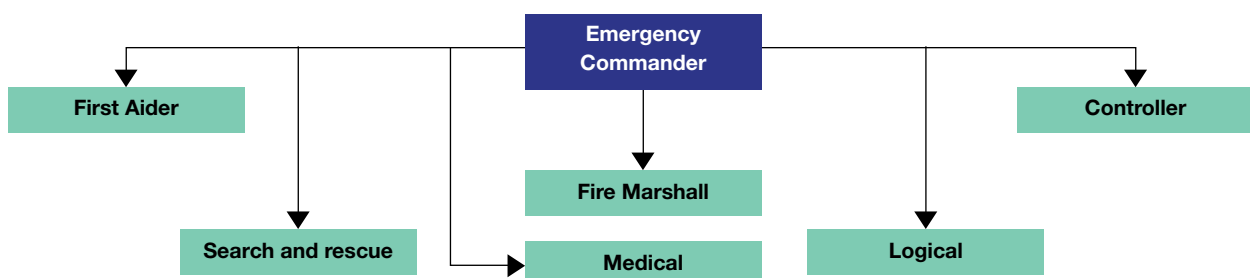 Emergency
Commander
First Aider
Controller
Fire Marshall
Search and rescue
Medical
Logical